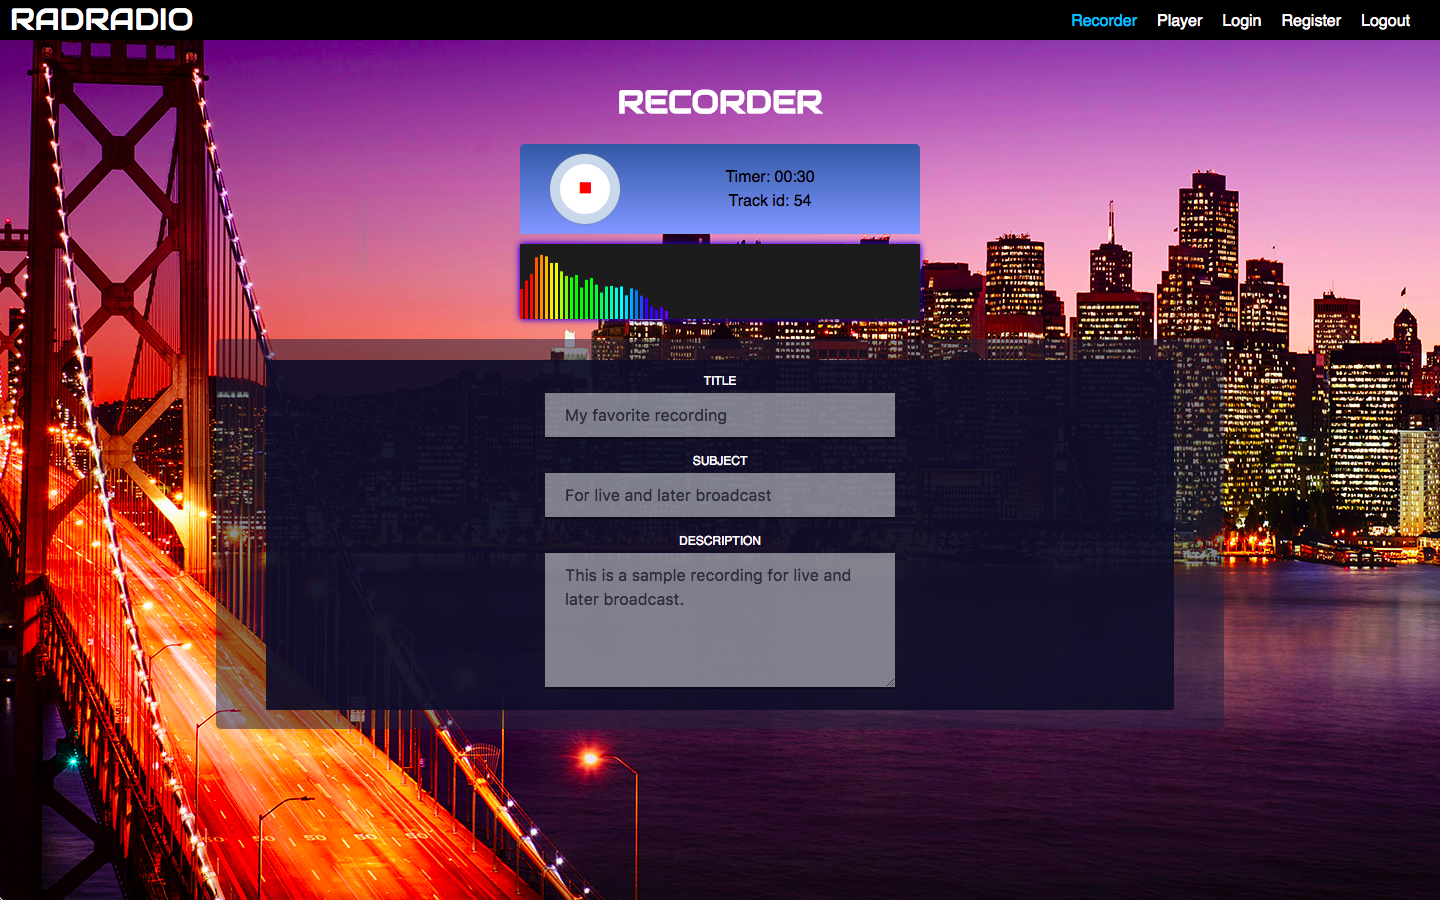 RADRADIO
Recorder Player Login Register Logout
RECORDER
Timer: 00:30
Track id: 54
TITLE
My favorite recording
SUBJECT
For live and later broadcast
DESCRIPTION
This is a sample recording for live and
later broadcast.